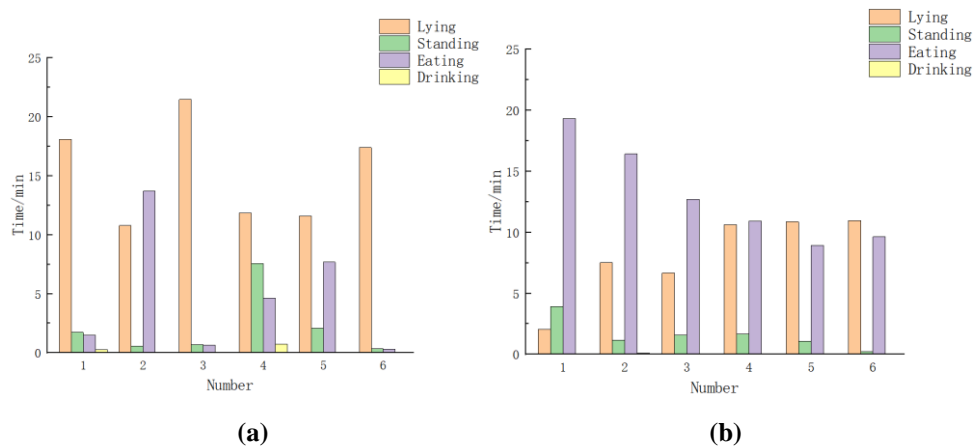 Lying
Standing
Eating
Drinking
25
20
15
10
5
0
Time/min
1 2 3 4 5 6
Number
(a)
Lying
Standing
Eating
Drinking
25
20
15
10
5
0
Time/min
1 2 3 4 5 6
Number
(b)